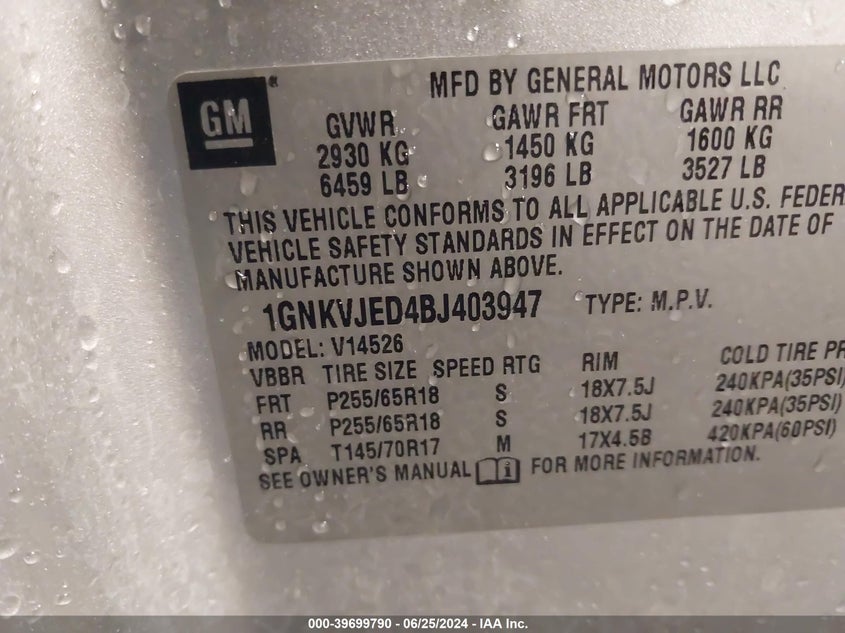 GM®
MFD BY GENERAL MOTORS LLC
GVWR GAWR FRT GAWR RR
2930 KG 1450 KG 1600 KG
6459 LB 3196 LB 3527 LB
THIS VEHICLE CONFORMS TO ALL APPLICABLE U.S. FEDER
VEHICLE SAFETY STANDARDS IN EFFECT ON THE DATE OF
MANUFACTURE SHOWN ABOVE.
1GNKVJED4BJ403947 TYPE: M.P.V.
MODEL: V14526
VBBR TIRE SIZE SPEED RTG RIM COLD TIRE PR
FRT P255/65R18 S 18X7.5J 240KPA(35PSI)
RR P255/65R18 S 18X7.5J 240KPA(35PSI)
SPA T145/70R17 M 17X4.5B 420KPA(60PSI)
SEE OWNER'S MANUAL FOR MORE INFORMATION.
000-39699790 - 06/25/2024 - IAA Inc.